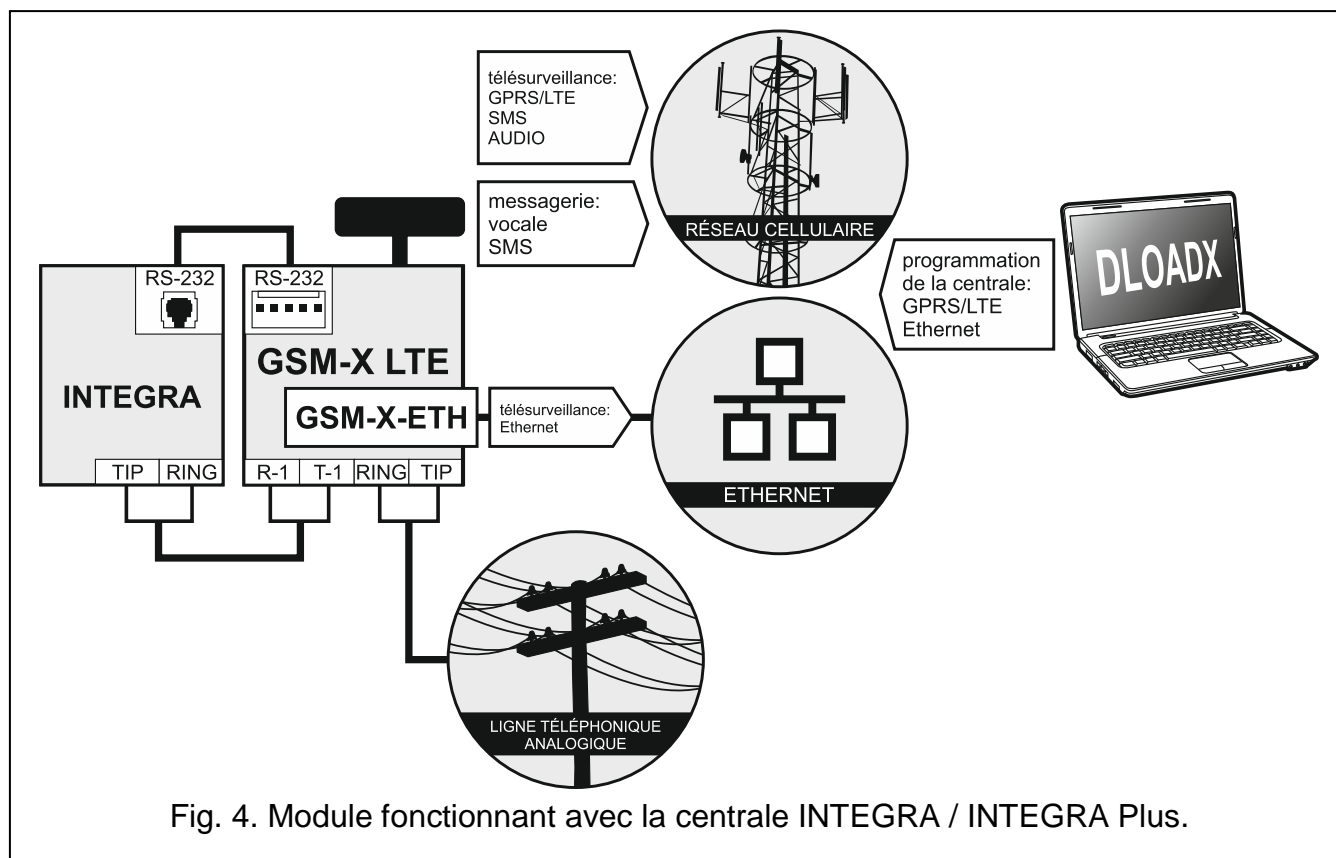 télésurveillance:
GPRS/LTE
SMS
AUDIO
messagerie:
vocale
SMS
RÉSEAU CELLULAIRE
programmation
de la centrale:
GPRS/LTE
Ethernet
DLOADX
RS-232
RS-232
INTEGRA
GSM-X LTE
GSM-X-ETH
télésurveillance:
Ethernet
TIP RING
R-1 T-1 RING TIP
ETHERNET
LIGNE TÉLÉPHONIQUE
ANALOGIQUE
Fig. 4. Module fonctionnant avec la centrale INTEGRA / INTEGRA Plus.